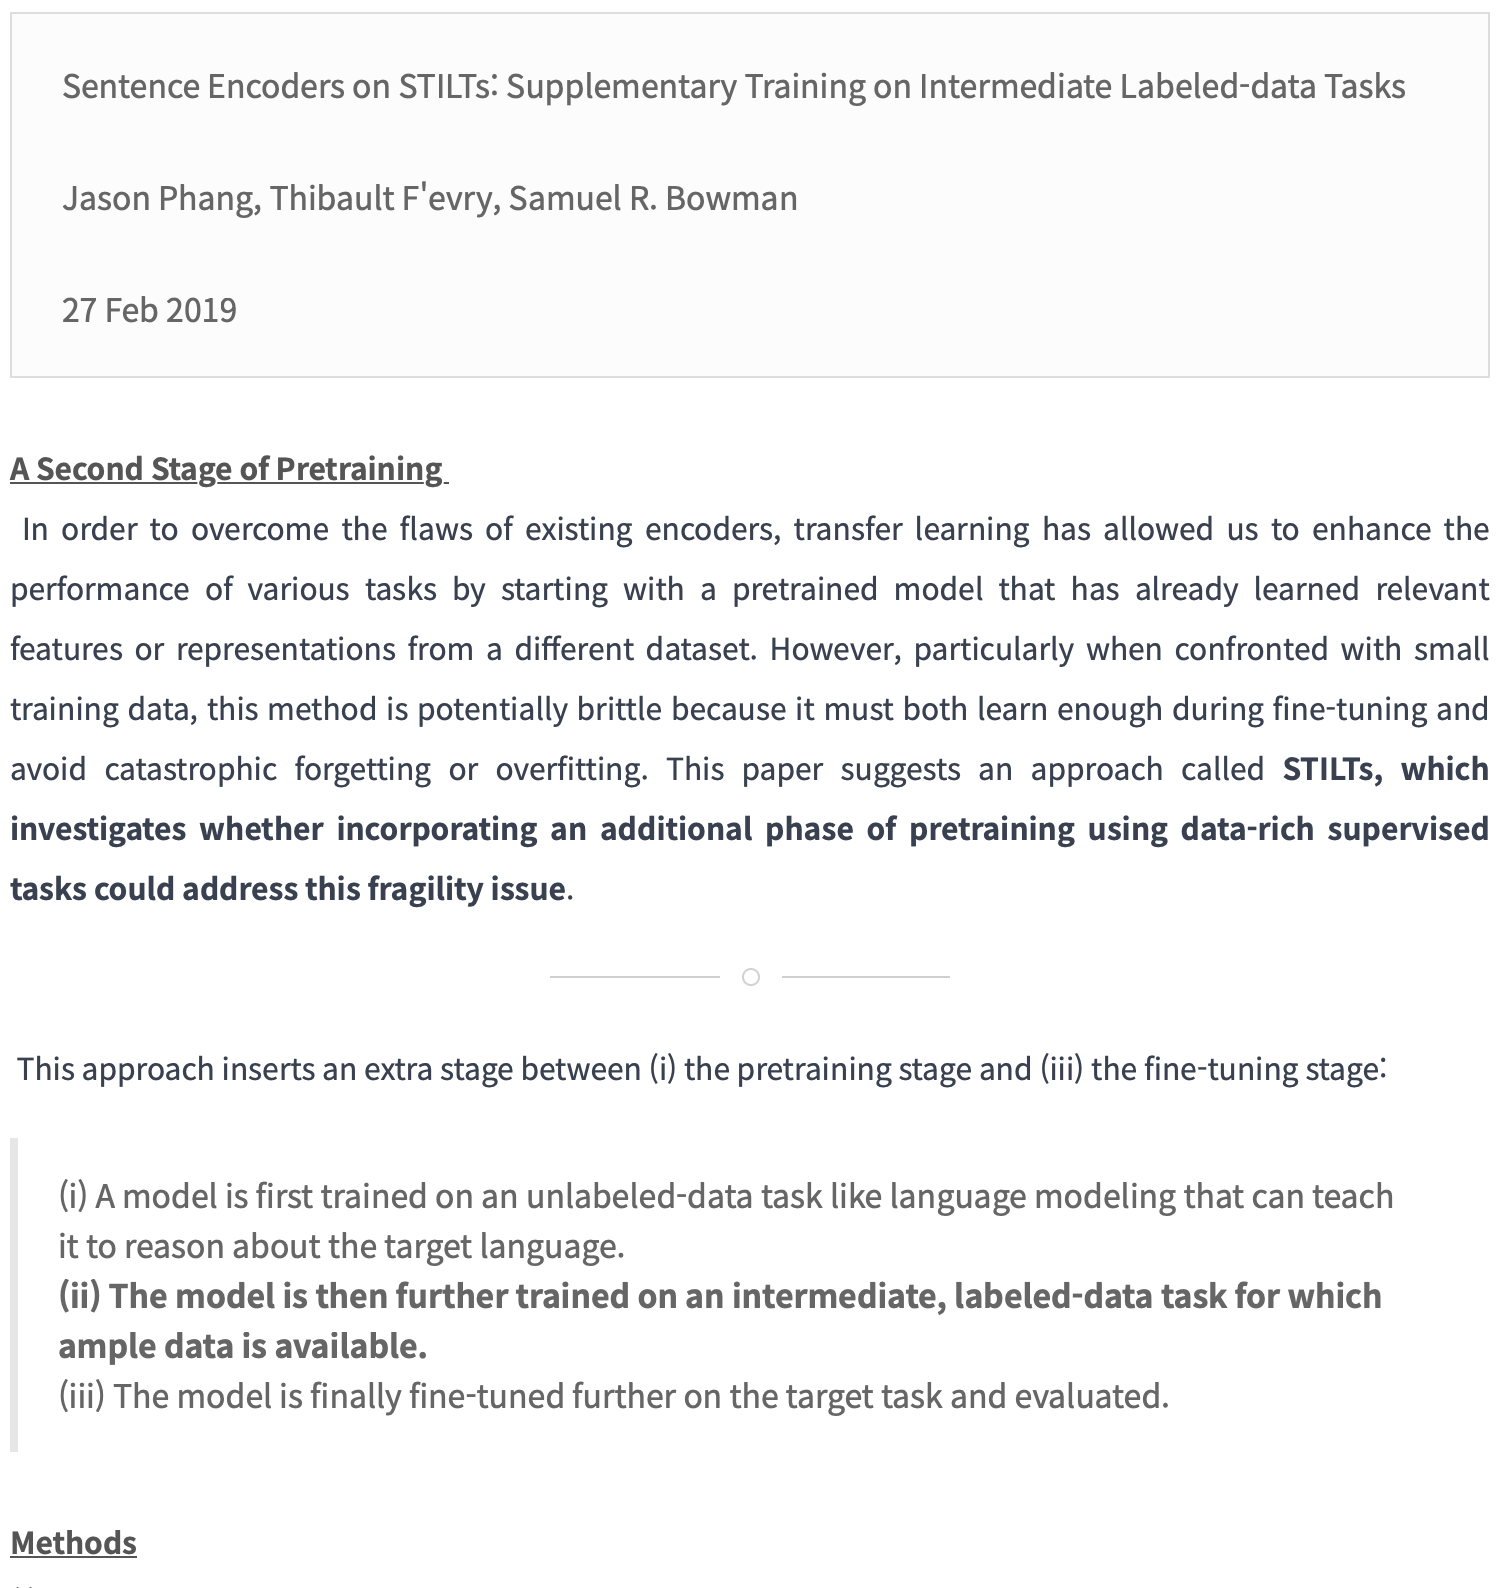 Sentence Encoders on STILTs: Supplementary Training on Intermediate Labeled-data Tasks
Jason Phang, Thibault F'evry, Samuel R. Bowman
27 Feb 2019
A Second Stage of Pretraining
In order to overcome the flaws of existing encoders, transfer learning has allowed us to enhance the
performance of various tasks by starting with a pretrained model that has already learned relevant
features or representations from a different dataset. However, particularly when confronted with small
training data, this method is potentially brittle because it must both learn enough during fine-tuning and
avoid catastrophic forgetting or overfitting. This paper suggests an approach called STILTs, which
investigates whether incorporating an additional phase of pretraining using data-rich supervised
tasks could address this fragility issue.
This approach inserts an extra stage between (i) the pretraining stage and (iii) the fine-tuning stage:
(i) A model is first trained on an unlabeled-data task like language modeling that can teach
it to reason about the target language.
(ii) The model is then further trained on an intermediate, labeled-data task for which
ample data is available.
(iii) The model is finally fine-tuned further on the target task and evaluated.
Methods